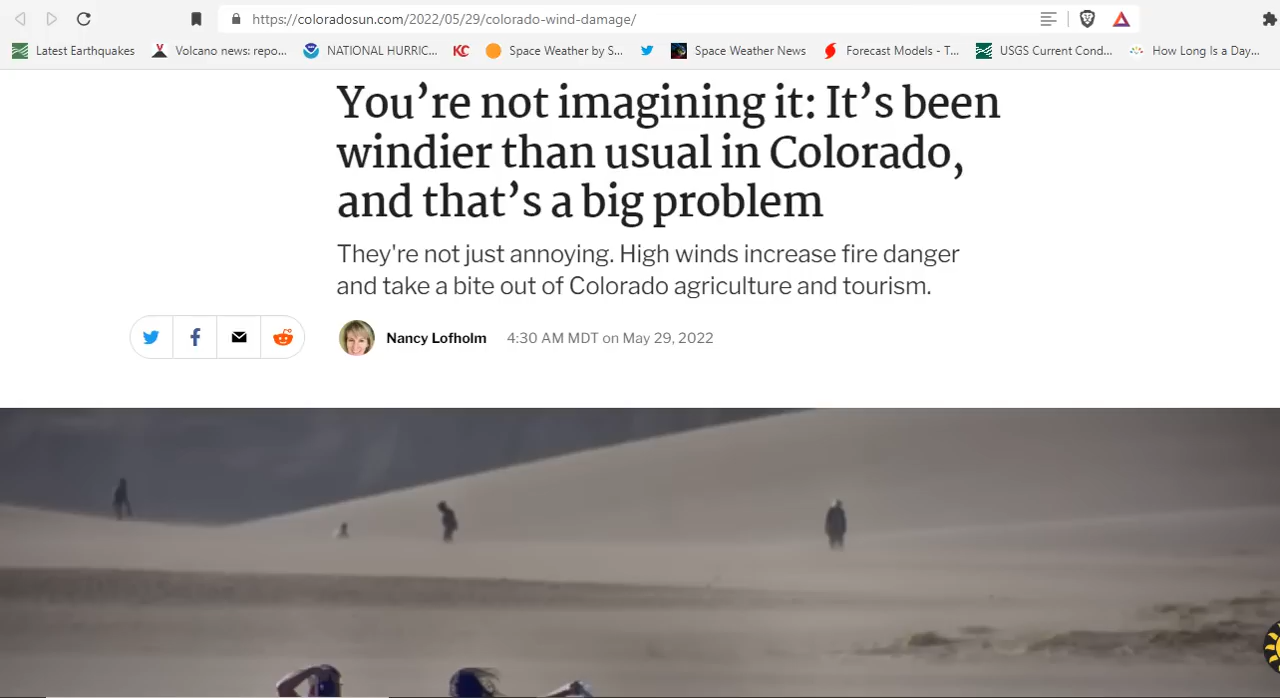 https://coloradosun.com/2022/05/29/colorado-wind-damage/
Latest Earthquakes Volcano news: repo... NATIONAL HURRIC... KC Space Weather by S... Space Weather News Forecast Models - T... USGS Current Cond... How Long Is a Day...
You’re not imagining it: It’s been
windier than usual in Colorado,
and that’s a big problem
They're not just annoying. High winds increase fire danger
and take a bite out of Colorado agriculture and tourism.
Nancy Lofholm 4:30 AM MDT on May 29, 2022